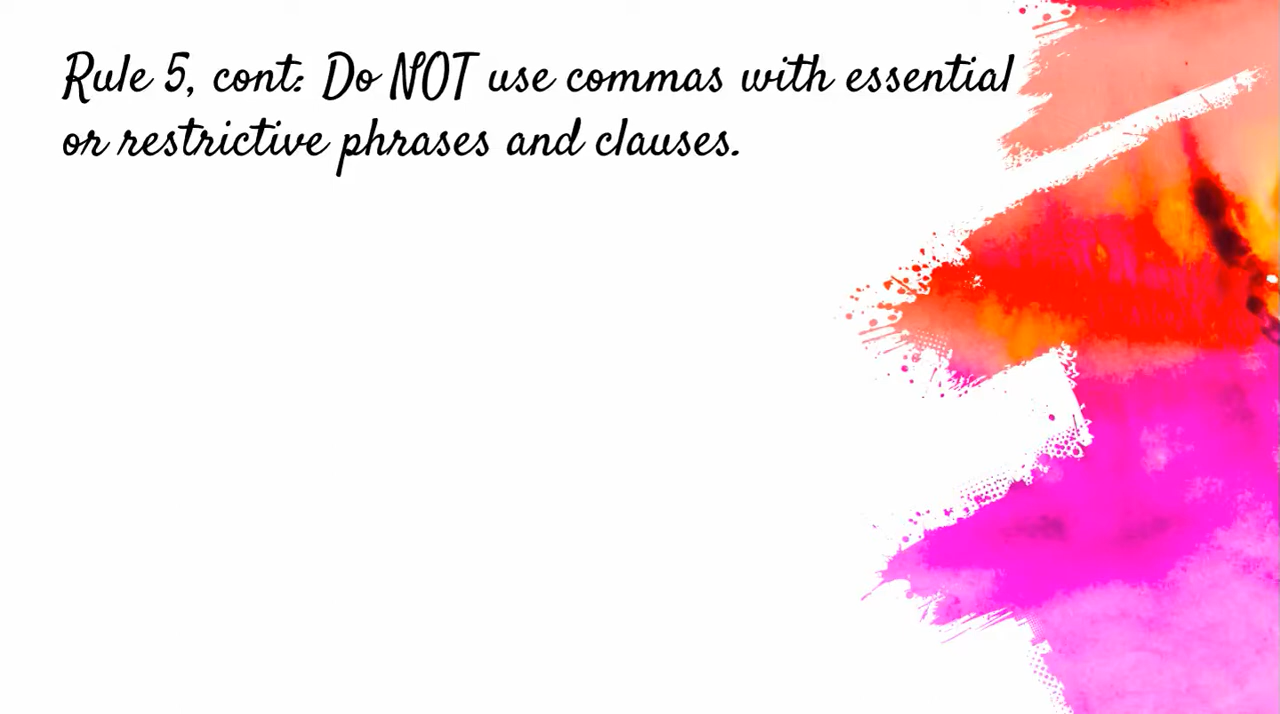 Rule 5, cont: Do NOT use commas with essential
or restrictive phrases and clauses.